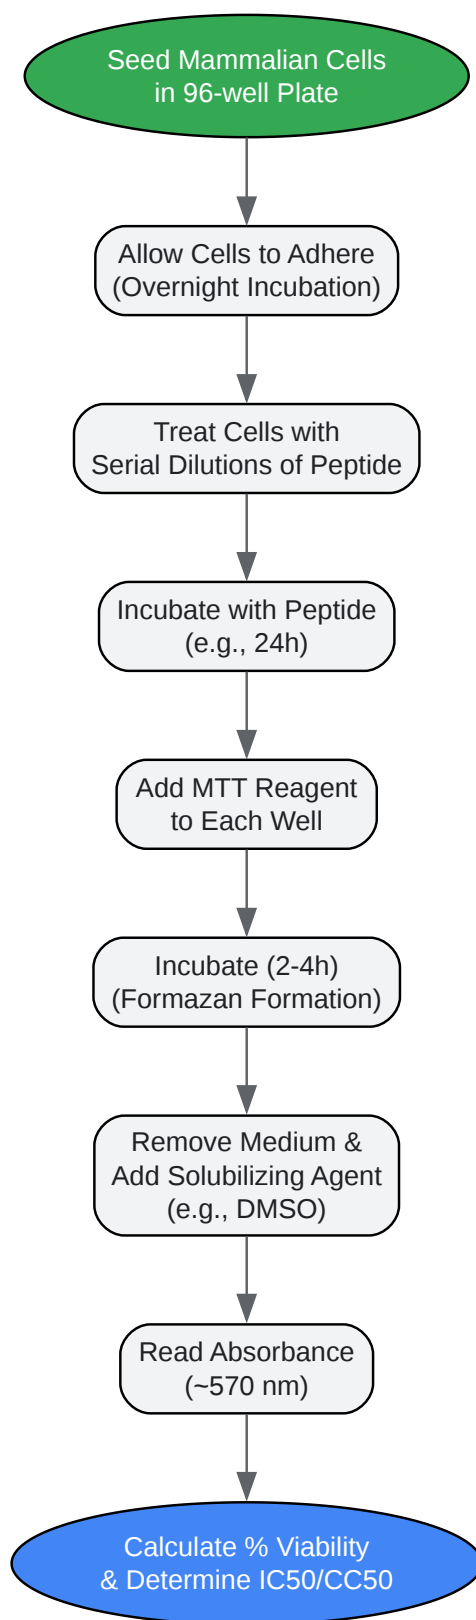 Seed Mammalian Cells
in 96-well Plate
Allow Cells to Adhere
(Overnight Incubation)
Treat Cells with
Serial Dilutions of Peptide
Incubate with Peptide
(e.g., 24h)
Add MTT Reagent
to Each Well
Incubate (2-4h)
(Formazan Formation)
Remove Medium &
Add Solubilizing Agent
(e.g., DMSO)
Read Absorbance
(~570 nm)
Calculate % Viability
& Determine IC50/CC50